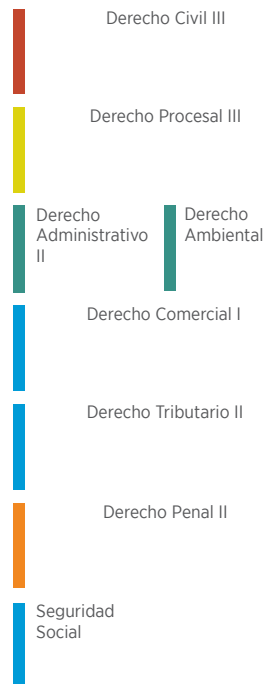 Derecho Civil III
Derecho Procesal III
Derecho
Administrativo
II
Derecho
Ambiental
Derecho Comercial I
Derecho Tributario II
Derecho Penal II
Seguridad
Social